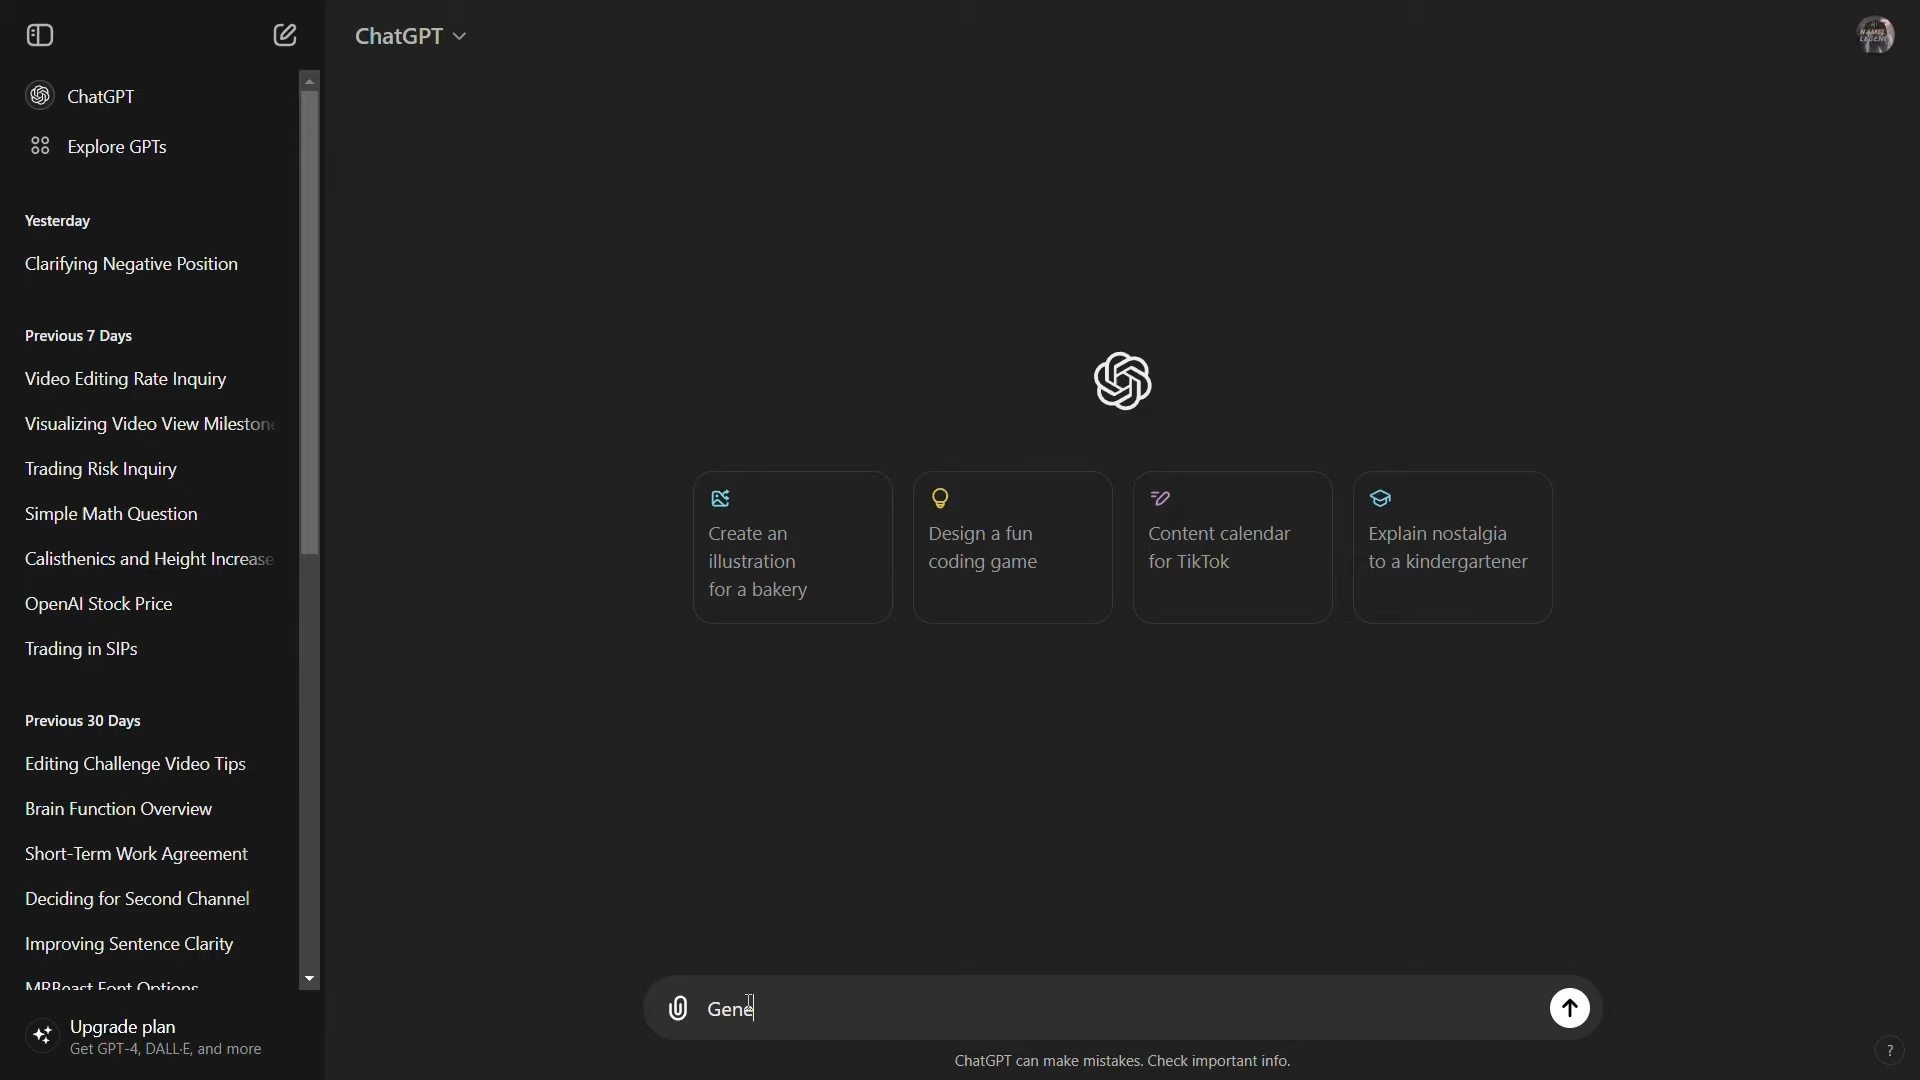 ChatGPT
ChatGPT
Explore GPTs
Yesterday
Clarifying Negative Position
Previous 7 Days
Video Editing Rate Inquiry
Visualizing Video View Milestone
Trading Risk Inquiry
Simple Math Question
Calisthenics and Height Increase
OpenAI Stock Price
Trading in SIPs
Previous 30 Days
Editing Challenge Video Tips
Brain Function Overview
Short-Term Work Agreement
Deciding for Second Channel
Improving Sentence Clarity
MRBeast Font Options
Upgrade plan
Get GPT-4, DALL·E, and more
Create an
illustration
for a bakery
Design a fun
coding game
Content calendar
for TikTok
Explain nostalgia
to a kindergartener
Gene
ChatGPT can make mistakes. Check important info.
?